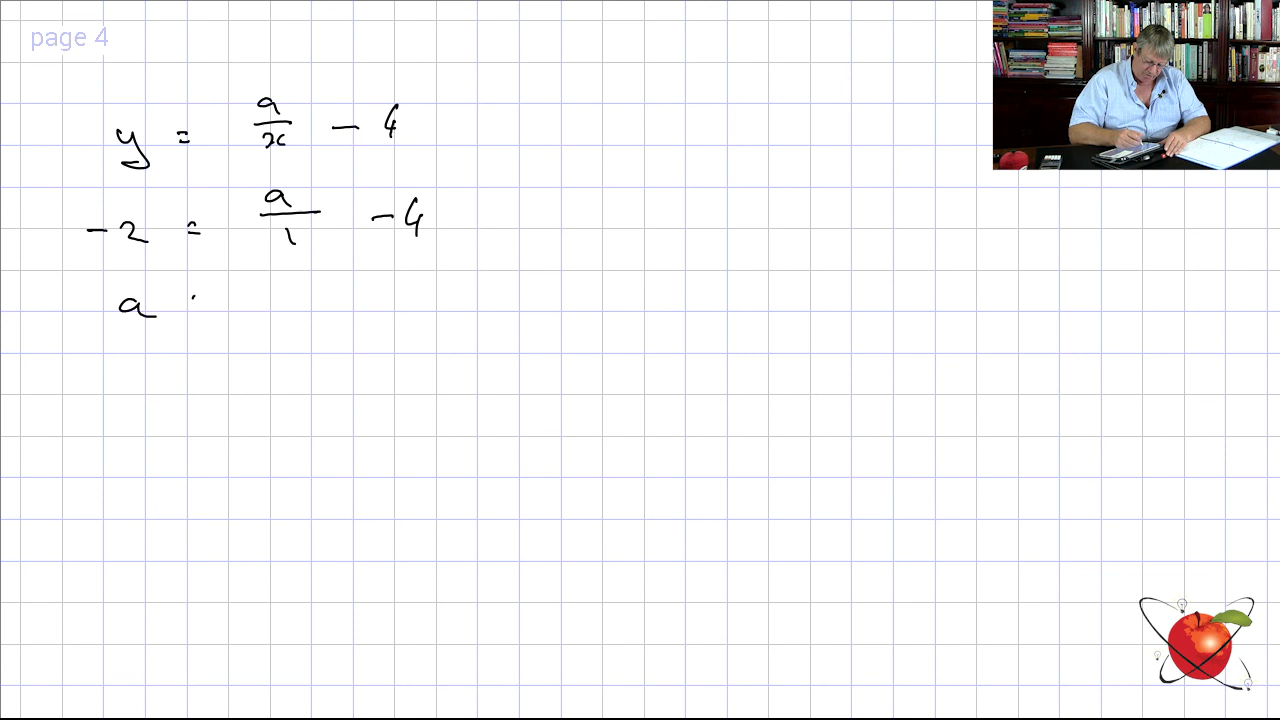 page 4
y = a/x - 4
-2 = a/1 - 4
a